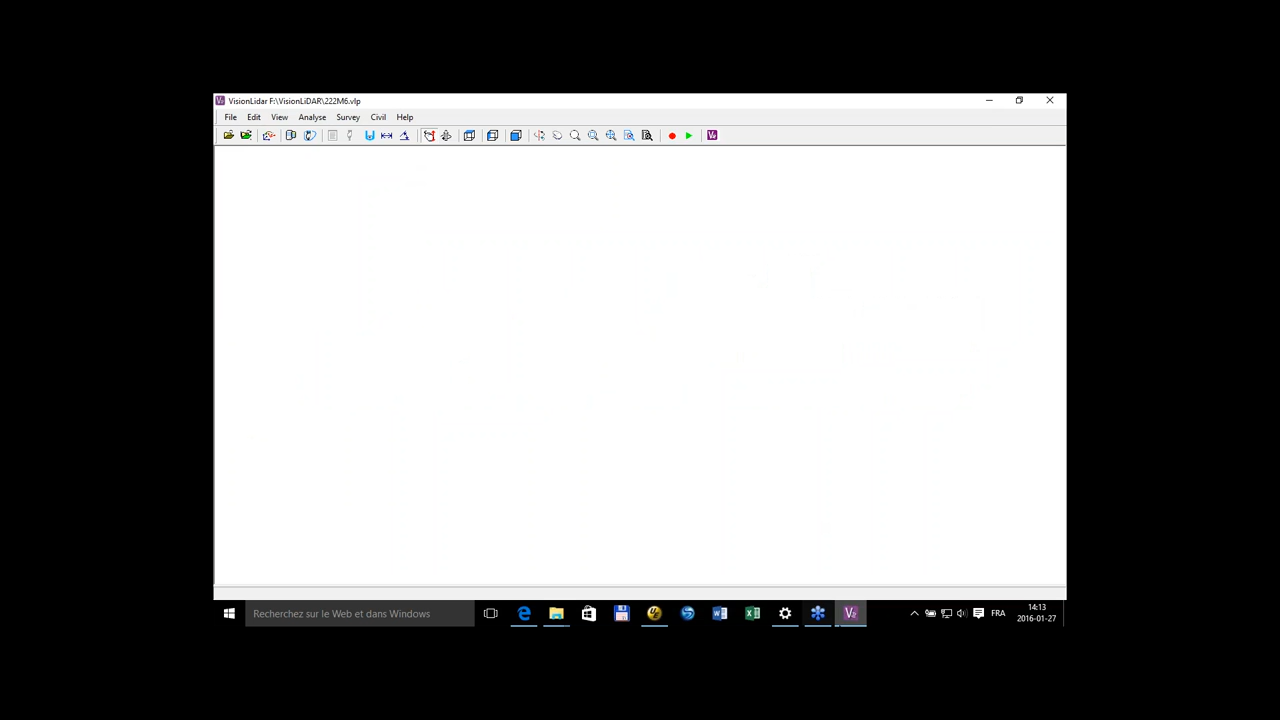 VisionLidar F:\VisionLiDAR\222M6.vlp
File Edit View Analyse Survey Civil Help
Recherchez sur le Web et dans Windows
FRA
14:13
2016-01-27